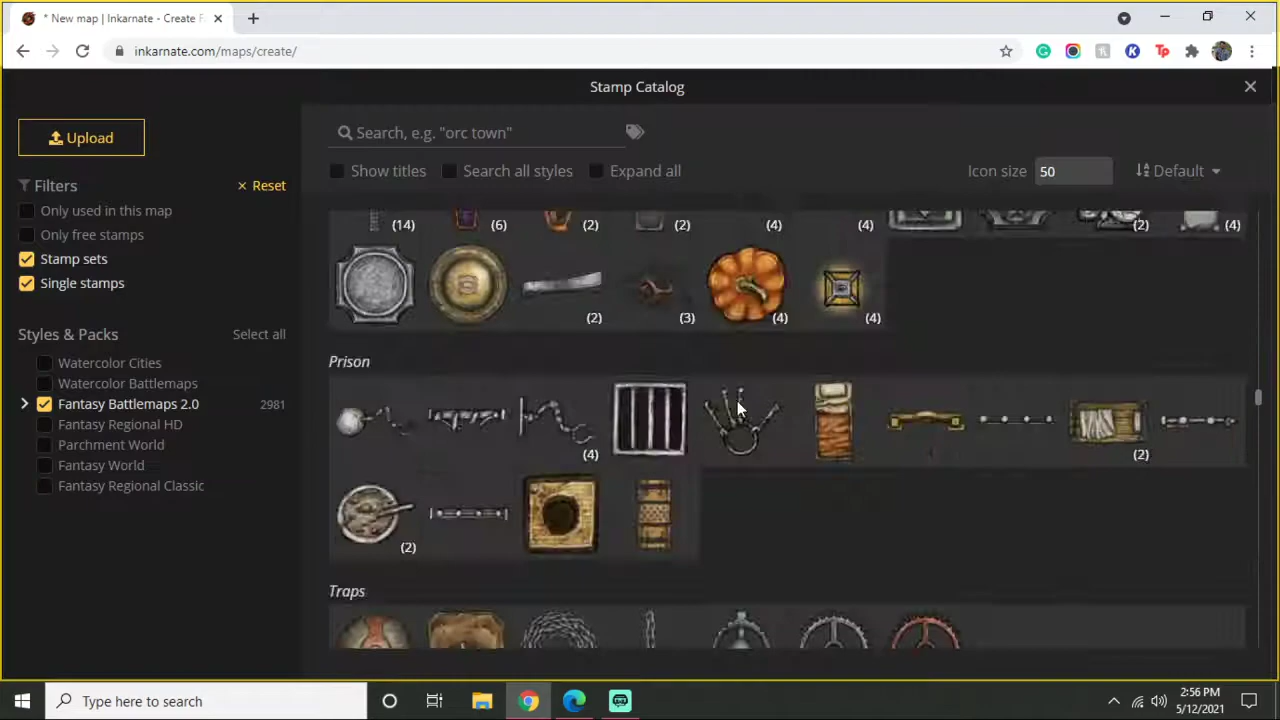 * New map | Inkarnate - Create F
inkarnate.com/maps/create/
Stamp Catalog
Upload
Search, e.g. "orc town"
Show titles
Search all styles
Expand all
Icon size
50
Default
Filters
Reset
Only used in this map
Only free stamps
Stamp sets
Single stamps
Styles & Packs
Select all
Watercolor Cities
Watercolor Battlemaps
Fantasy Battlemaps 2.0
2981
Fantasy Regional HD
Parchment World
Fantasy World
Fantasy Regional Classic
(14) (6) (2) (2) (4) (4) (2) (4)
(2) (3) (4) (4)
Prison
(4) (2)
(2)
Traps
Type here to search
2:56 PM
5/12/2021